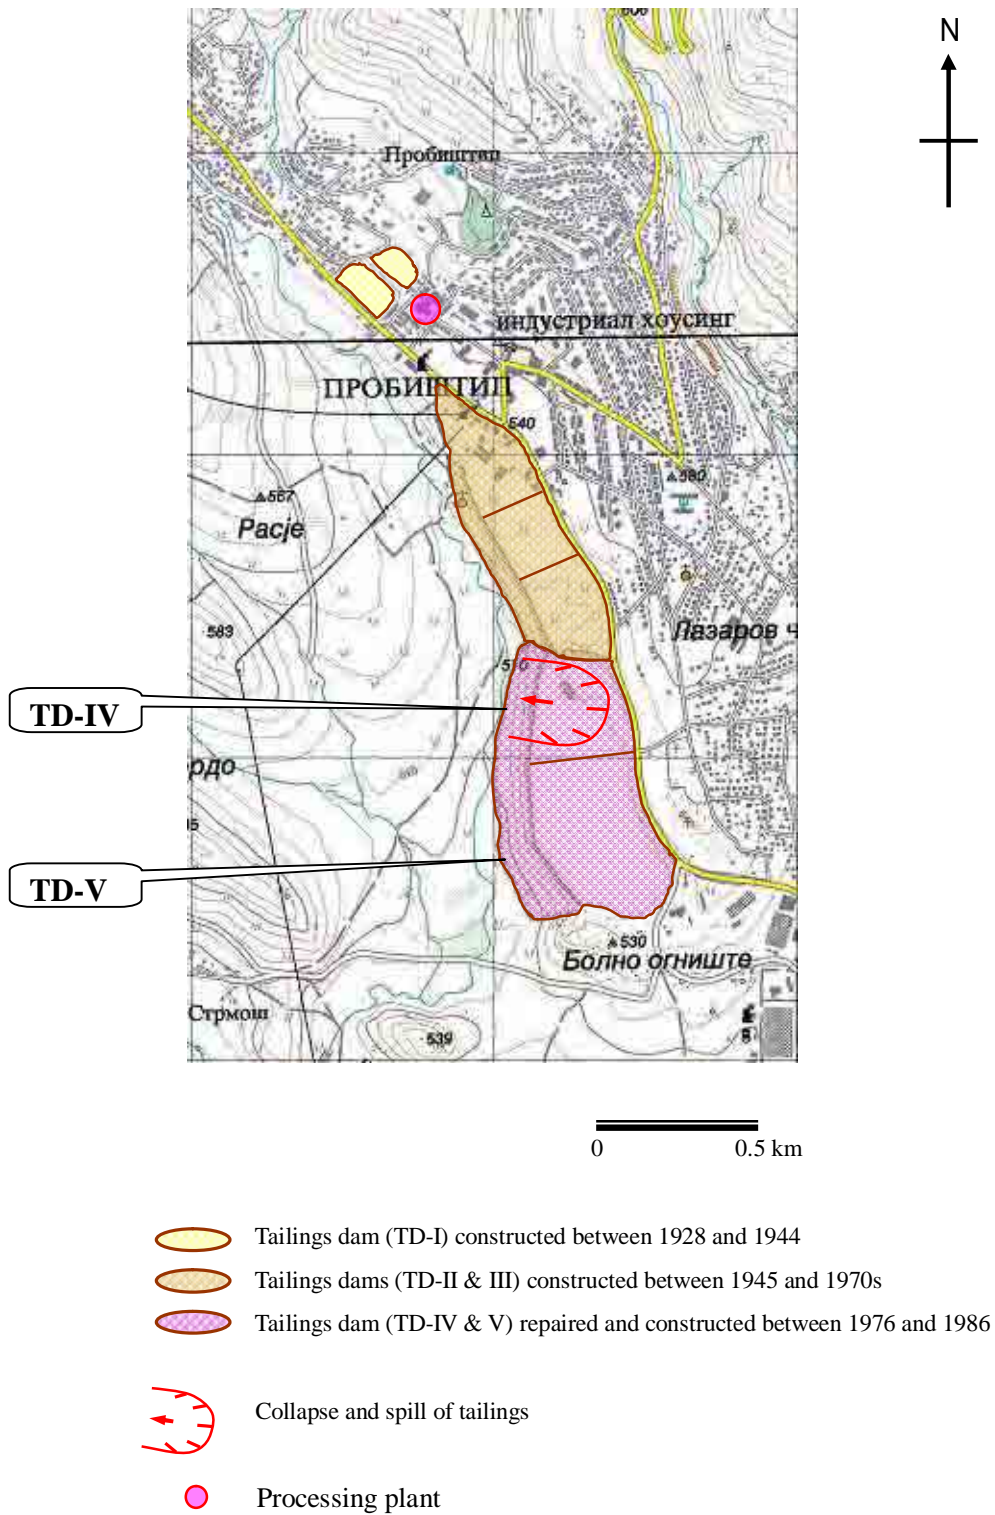 N
Пробиштип
индустриал хоусинг
ПРОБИШТИП
540
567
580
Расје
583
Лазаров ч
TD-IV
рдо
TD-V
530
Болно огниште
Стрмош
539
0 0.5 km
Tailings dam (TD-I) constructed between 1928 and 1944
Tailings dams (TD-II & III) constructed between 1945 and 1970s
Tailings dam (TD-IV & V) repaired and constructed between 1976 and 1986
Collapse and spill of tailings
Processing plant